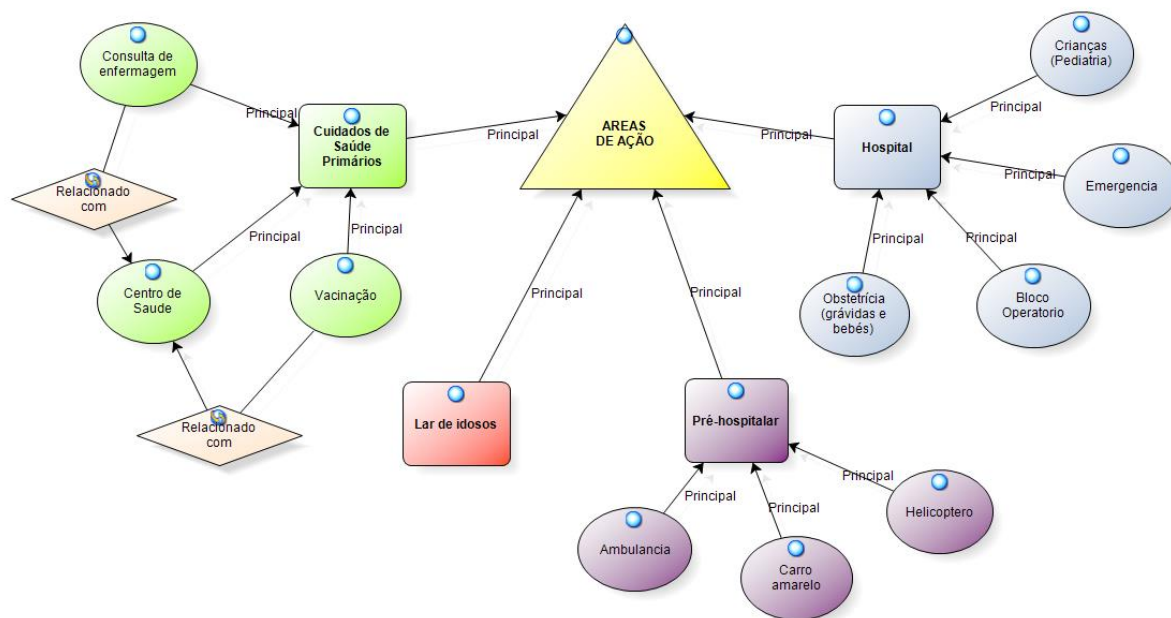 Consulta de
enfermagem
Principal
Cuidados de
Saúde
Primários
Principal
AREAS
DE AÇÃO
Principal
Hospital
Crianças
(Pediatria)
Principal
Principal
Emergencia
Relacionado
com
Principal
Principal
Centro de
Saude
Vacinação
Principal
Principal
Principal
Principal
Obstetrícia
(grávidas e
bebés)
Bloco
Operatorio
Relacionado
com
Lar de idosos
Pré-hospitalar
Principal
Principal
Principal
Ambulancia
Carro
amarelo
Helicoptero